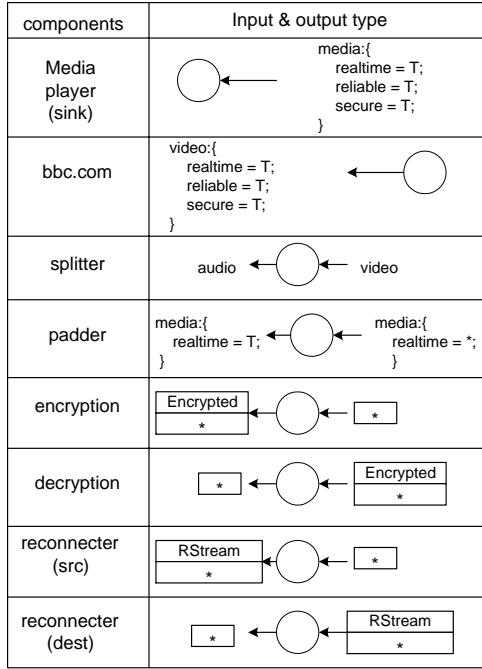 components Input & output type
Media
player
(sink)
media:{
realtime = T;
reliable = T;
secure = T;
}
bbc.com
video:{
realtime = T;
reliable = T;
secure = T;
}
splitter audio video
padder
media:{
realtime = T;
}
media:{
realtime = *;
}
encryption
Encrypted
*
*
decryption
*
Encrypted
*
reconnecter
(src)
RStream
*
*
reconnecter
(dest)
*
RStream
*